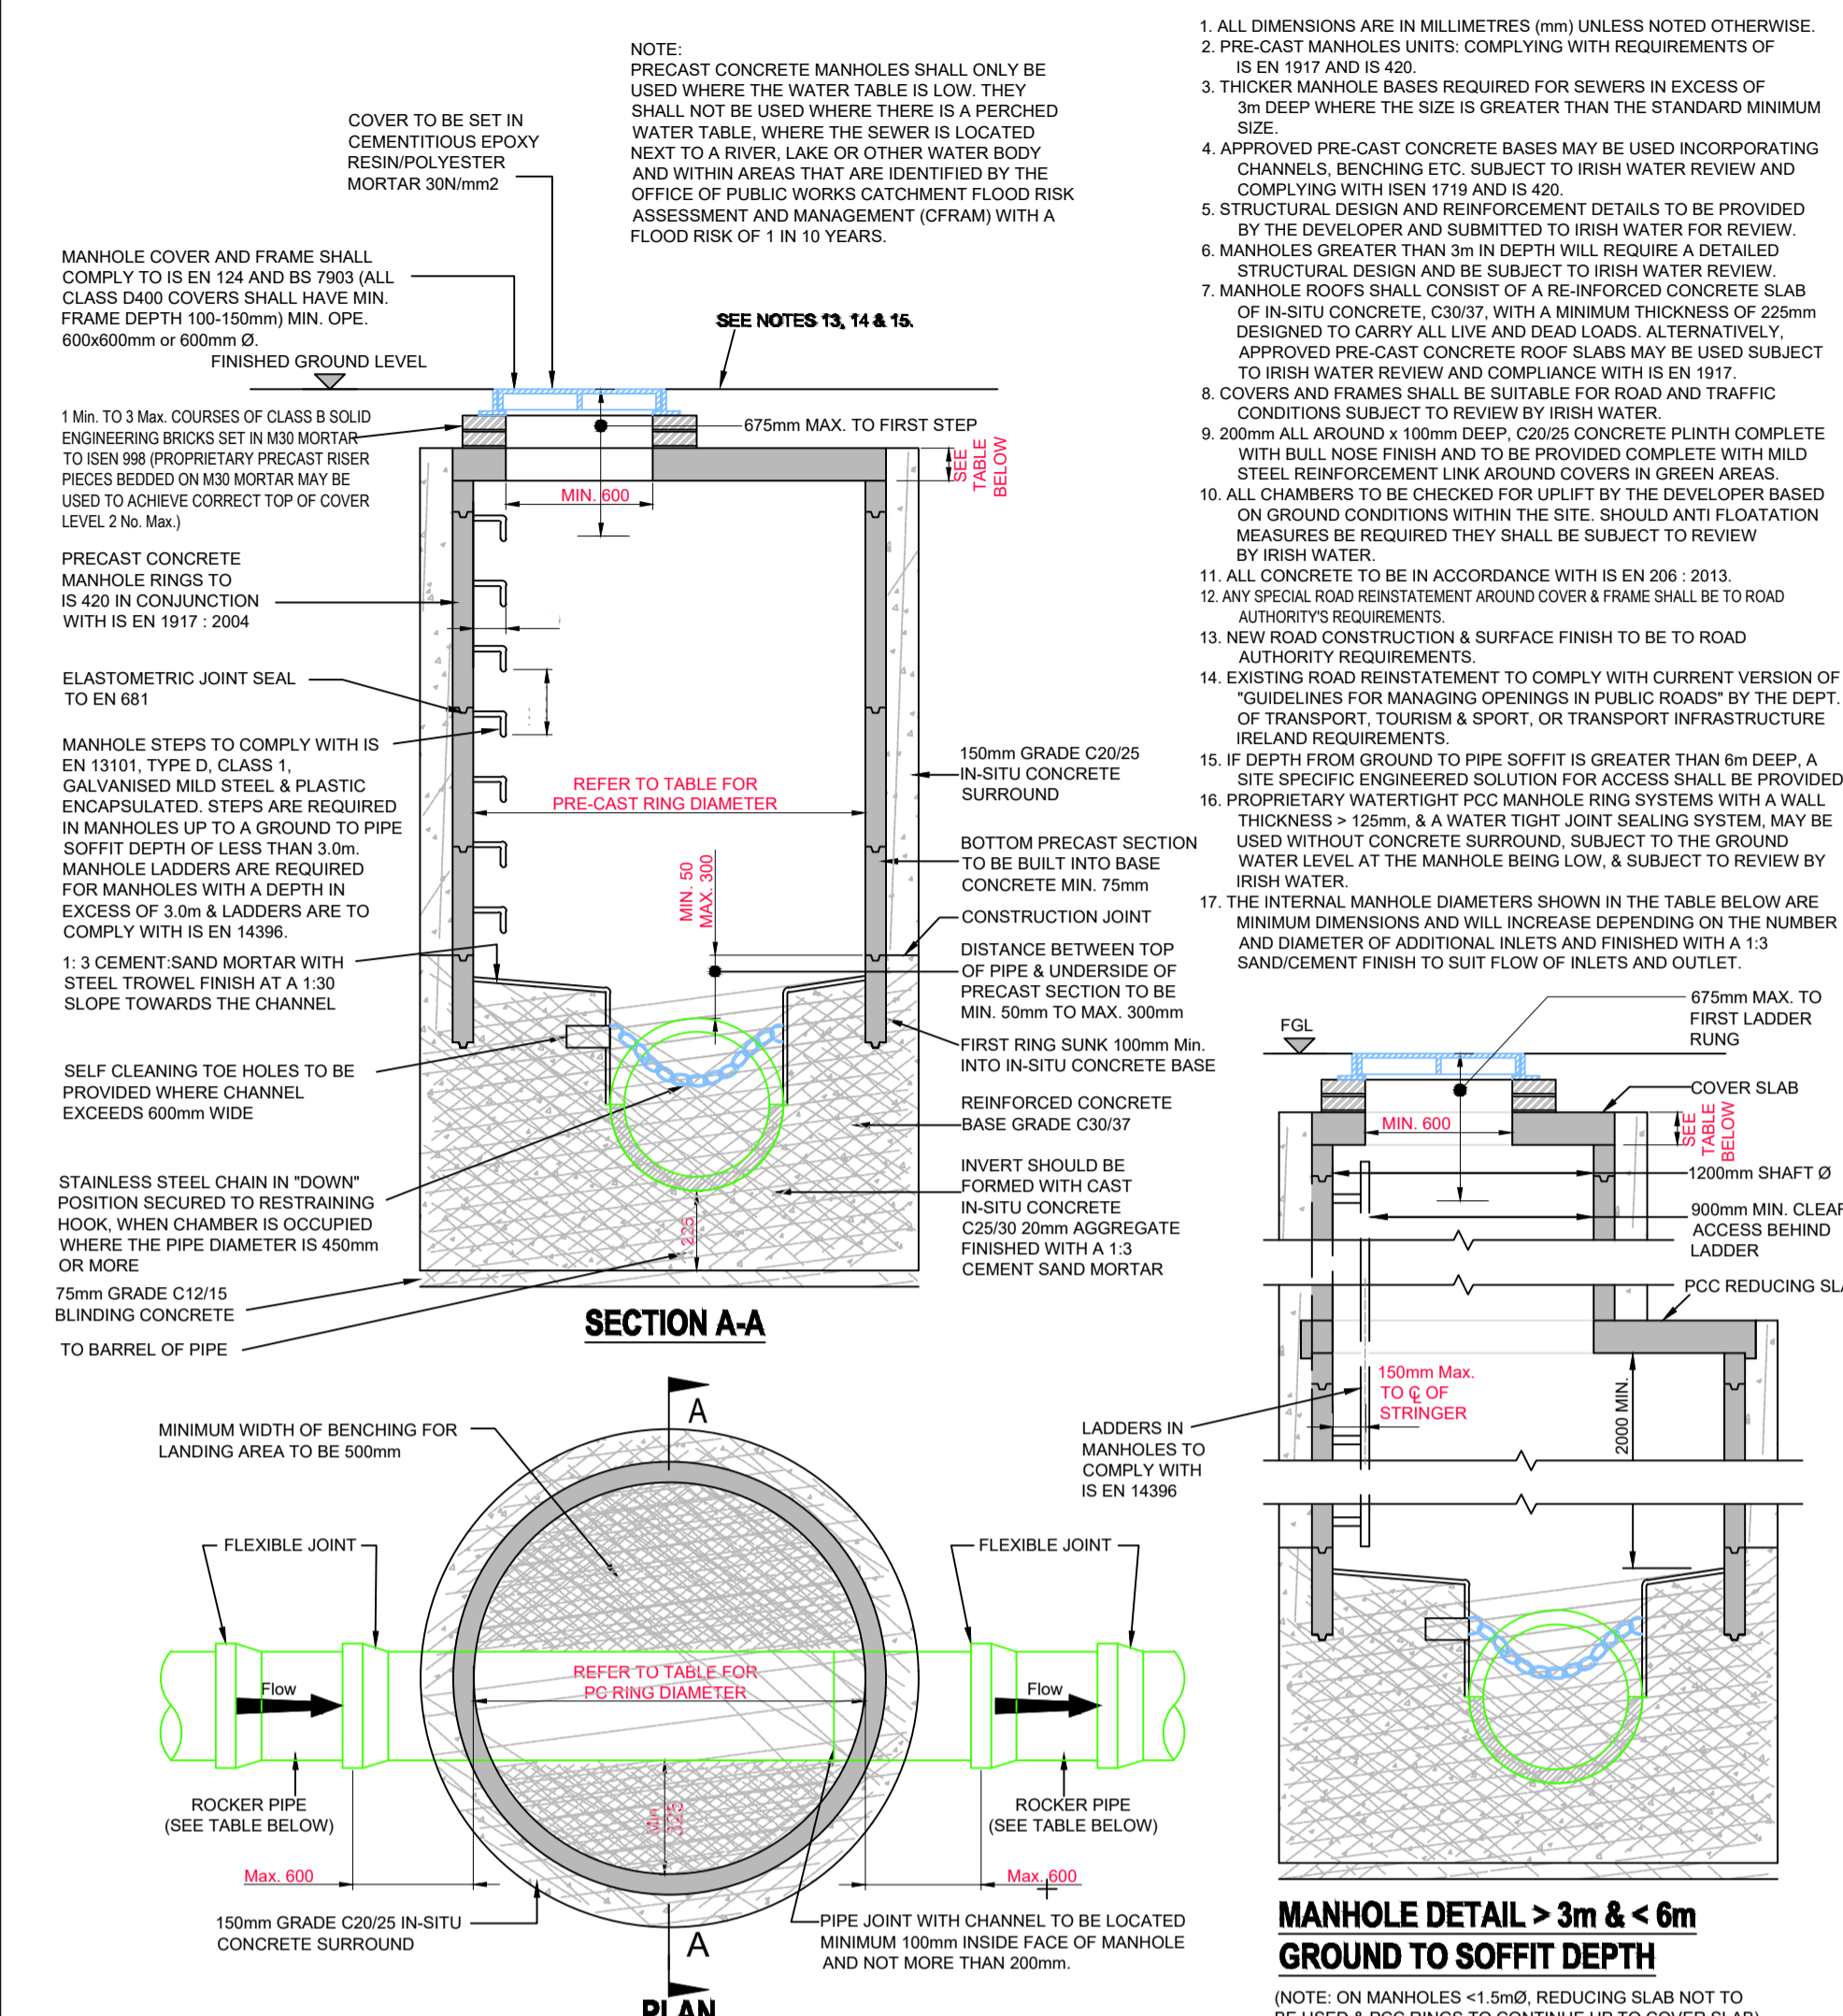 NOTE:
PRECAST CONCRETE MANHOLES SHALL ONLY BE
USED WHERE THE WATER TABLE IS LOW. THEY
SHALL NOT BE USED WHERE THERE IS A PERCHED
WATER TABLE, WHERE THE SEWER IS LOCATED
NEXT TO A RIVER, LAKE OR OTHER WATER BODY
AND WITHIN AREAS THAT ARE IDENTIFIED BY THE
OFFICE OF PUBLIC WORKS CATCHMENT FLOOD RISK
ASSESSMENT AND MANAGEMENT (CFRAM) WITH A
FLOOD RISK OF 1 IN 10 YEARS.
COVER TO BE SET IN
CEMENTITIOUS EPOXY
RESIN/POLYESTER
MORTAR 30N/mm2
MANHOLE COVER AND FRAME SHALL
COMPLY TO IS EN 124 AND BS 7903 (ALL
CLASS D400 COVERS SHALL HAVE MIN.
FRAME DEPTH 100-150mm) MIN. OPE.
600x600mm or 600mm Ø.
FINISHED GROUND LEVEL
SEE NOTES 13, 14 & 15.
1 Min. TO 3 Max. COURSES OF CLASS B SOLID
ENGINEERING BRICKS SET IN M30 MORTAR
TO ISEN 998 (PROPRIETARY PRECAST RISER
PIECES BEDDED ON M30 MORTAR MAY BE
USED TO ACHIEVE CORRECT TOP OF COVER
LEVEL 2 No. Max.)
675mm MAX. TO FIRST STEP
SEE
TABLE
BELOW
MIN. 600
PRECAST CONCRETE
MANHOLE RINGS TO
IS 420 IN CONJUNCTION
WITH IS EN 1917 : 2004
ELASTOMETRIC JOINT SEAL
TO EN 681
MANHOLE STEPS TO COMPLY WITH IS
EN 13101, TYPE D, CLASS 1,
GALVANISED MILD STEEL & PLASTIC
ENCAPSULATED. STEPS ARE REQUIRED
IN MANHOLES UP TO A GROUND TO PIPE
SOFFIT DEPTH OF LESS THAN 3.0m.
MANHOLE LADDERS ARE REQUIRED
FOR MANHOLES WITH A DEPTH IN
EXCESS OF 3.0m & LADDERS ARE TO
COMPLY WITH IS EN 14396.
1: 3 CEMENT:SAND MORTAR WITH
STEEL TROWEL FINISH AT A 1:30
SLOPE TOWARDS THE CHANNEL
SELF CLEANING TOE HOLES TO BE
PROVIDED WHERE CHANNEL
EXCEEDS 600mm WIDE
STAINLESS STEEL CHAIN IN "DOWN"
POSITION SECURED TO RESTRAINING
HOOK, WHEN CHAMBER IS OCCUPIED
WHERE THE PIPE DIAMETER IS 450mm
OR MORE
75mm GRADE C12/15
BLINDING CONCRETE
TO BARREL OF PIPE
REFER TO TABLE FOR
PRE-CAST RING DIAMETER
MIN. 50
MAX. 300
225
150mm GRADE C20/25
IN-SITU CONCRETE
SURROUND
BOTTOM PRECAST SECTION
TO BE BUILT INTO BASE
CONCRETE MIN. 75mm
CONSTRUCTION JOINT
DISTANCE BETWEEN TOP
OF PIPE & UNDERSIDE OF
PRECAST SECTION TO BE
MIN. 50mm TO MAX. 300mm
FIRST RING SUNK 100mm Min.
INTO IN-SITU CONCRETE BASE
REINFORCED CONCRETE
BASE GRADE C30/37
INVERT SHOULD BE
FORMED WITH CAST
IN-SITU CONCRETE
C25/30 20mm AGGREGATE
FINISHED WITH A 1:3
CEMENT SAND MORTAR
SECTION A-A
A
MINIMUM WIDTH OF BENCHING FOR
LANDING AREA TO BE 500mm
FLEXIBLE JOINT
FLEXIBLE JOINT
REFER TO TABLE FOR
PC RING DIAMETER
Flow
Flow
ROCKER PIPE
(SEE TABLE BELOW)
Min
325
ROCKER PIPE
(SEE TABLE BELOW)
Max. 600
Max. 600
150mm GRADE C20/25 IN-SITU
CONCRETE SURROUND
PIPE JOINT WITH CHANNEL TO BE LOCATED
MINIMUM 100mm INSIDE FACE OF MANHOLE
AND NOT MORE THAN 200mm.
A
PLAN
1. ALL DIMENSIONS ARE IN MILLIMETRES (mm) UNLESS NOTED OTHERWISE.
2. PRE-CAST MANHOLES UNITS: COMPLYING WITH REQUIREMENTS OF
IS EN 1917 AND IS 420.
3. THICKER MANHOLE BASES REQUIRED FOR SEWERS IN EXCESS OF
3m DEEP WHERE THE SIZE IS GREATER THAN THE STANDARD MINIMUM
SIZE.
4. APPROVED PRE-CAST CONCRETE BASES MAY BE USED INCORPORATING
CHANNELS, BENCHING ETC. SUBJECT TO IRISH WATER REVIEW AND
COMPLYING WITH ISEN 1719 AND IS 420.
5. STRUCTURAL DESIGN AND REINFORCEMENT DETAILS TO BE PROVIDED
BY THE DEVELOPER AND SUBMITTED TO IRISH WATER FOR REVIEW.
6. MANHOLES GREATER THAN 3m IN DEPTH WILL REQUIRE A DETAILED
STRUCTURAL DESIGN AND BE SUBJECT TO IRISH WATER REVIEW.
7. MANHOLE ROOFS SHALL CONSIST OF A RE-INFORCED CONCRETE SLAB
OF IN-SITU CONCRETE, C30/37, WITH A MINIMUM THICKNESS OF 225mm
DESIGNED TO CARRY ALL LIVE AND DEAD LOADS. ALTERNATIVELY,
APPROVED PRE-CAST CONCRETE ROOF SLABS MAY BE USED SUBJECT
TO IRISH WATER REVIEW AND COMPLIANCE WITH IS EN 1917.
8. COVERS AND FRAMES SHALL BE SUITABLE FOR ROAD AND TRAFFIC
CONDITIONS SUBJECT TO REVIEW BY IRISH WATER.
9. 200mm ALL AROUND x 100mm DEEP, C20/25 CONCRETE PLINTH COMPLETE
WITH BULL NOSE FINISH AND TO BE PROVIDED COMPLETE WITH MILD
STEEL REINFORCEMENT LINK AROUND COVERS IN GREEN AREAS.
10. ALL CHAMBERS TO BE CHECKED FOR UPLIFT BY THE DEVELOPER BASED
ON GROUND CONDITIONS WITHIN THE SITE. SHOULD ANTI FLOATATION
MEASURES BE REQUIRED THEY SHALL BE SUBJECT TO REVIEW
BY IRISH WATER.
11. ALL CONCRETE TO BE IN ACCORDANCE WITH IS EN 206 : 2013.
12. ANY SPECIAL ROAD REINSTATEMENT AROUND COVER & FRAME SHALL BE TO ROAD
AUTHORITY'S REQUIREMENTS.
13. NEW ROAD CONSTRUCTION & SURFACE FINISH TO BE TO ROAD
AUTHORITY REQUIREMENTS.
14. EXISTING ROAD REINSTATEMENT TO COMPLY WITH CURRENT VERSION OF
"GUIDELINES FOR MANAGING OPENINGS IN PUBLIC ROADS" BY THE DEPT.
OF TRANSPORT, TOURISM & SPORT, OR TRANSPORT INFRASTRUCTURE
IRELAND REQUIREMENTS.
15. IF DEPTH FROM GROUND TO PIPE SOFFIT IS GREATER THAN 6m DEEP, A
SITE SPECIFIC ENGINEERED SOLUTION FOR ACCESS SHALL BE PROVIDED
16. PROPRIETARY WATERTIGHT PCC MANHOLE RING SYSTEMS WITH A WALL
THICKNESS > 125mm, & A WATER TIGHT JOINT SEALING SYSTEM, MAY BE
USED WITHOUT CONCRETE SURROUND, SUBJECT TO THE GROUND
WATER LEVEL AT THE MANHOLE BEING LOW, & SUBJECT TO REVIEW BY
IRISH WATER.
17. THE INTERNAL MANHOLE DIAMETERS SHOWN IN THE TABLE BELOW ARE
MINIMUM DIMENSIONS AND WILL INCREASE DEPENDING ON THE NUMBER
AND DIAMETER OF ADDITIONAL INLETS AND FINISHED WITH A 1:3
SAND/CEMENT FINISH TO SUIT FLOW OF INLETS AND OUTLET.
675mm MAX. TO
FIRST LADDER
RUNG
FGL
COVER SLAB
MIN. 600
SEE
TABLE
BELOW
1200mm SHAFT Ø
900mm MIN. CLEAR
ACCESS BEHIND
LADDER
PCC REDUCING SLA
150mm Max.
TO ℄ OF
STRINGER
2000 MIN.
LADDERS IN
MANHOLES TO
COMPLY WITH
IS EN 14396
MANHOLE DETAIL > 3m & < 6m
GROUND TO SOFFIT DEPTH
(NOTE: ON MANHOLES <1.5mØ, REDUCING SLAB NOT TO
BE USED & PCC RINGS TO CONTINUE UP TO COVER SLAB)